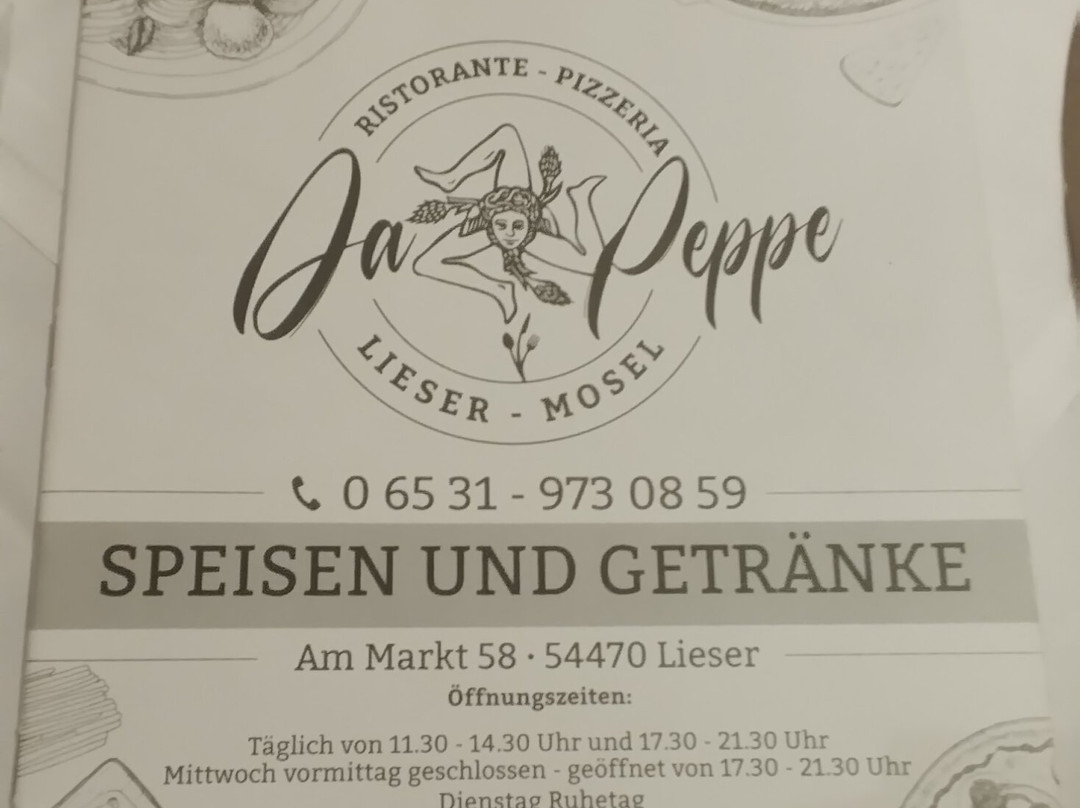 RISTORANTE - PIZZERIA
Da Peppe
LIESER - MOSEL
0 65 31 - 973 08 59
SPEISEN UND GETRÄNKE
Am Markt 58 · 54470 Lieser
Öffnungszeiten:
Täglich von 11.30 - 14.30 Uhr und 17.30 - 21.30 Uhr
Mittwoch vormittag geschlossen - geöffnet von 17.30 - 21.30 Uhr
Dienstag Ruhetag